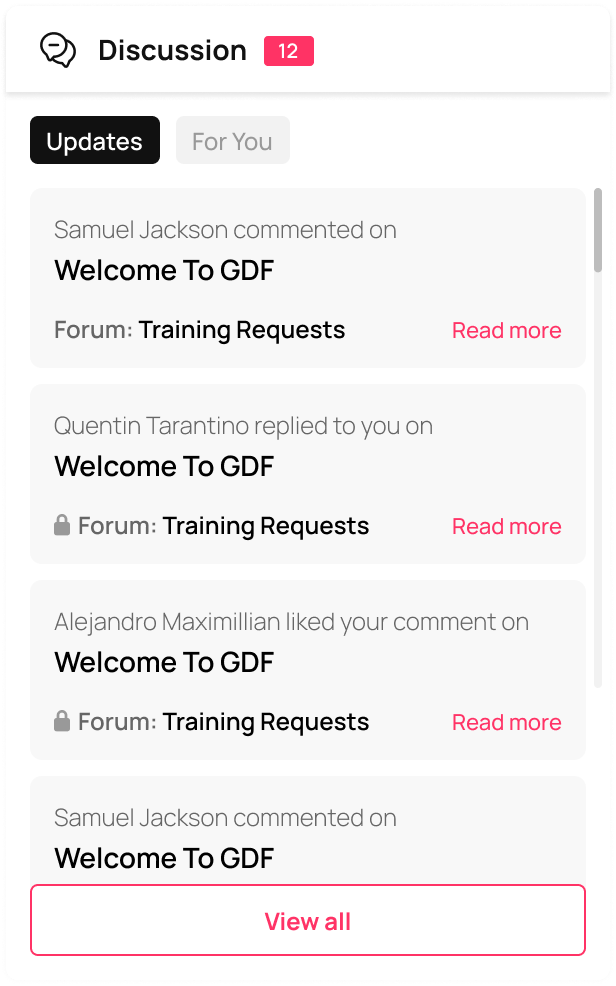 Discussion 12
Updates For You
Samuel Jackson commented on
Welcome To GDF
Forum: Training Requests Read more
Quentin Tarantino replied to you on
Welcome To GDF
Forum: Training Requests Read more
Alejandro Maximillian liked your comment on
Welcome To GDF
Forum: Training Requests Read more
Samuel Jackson commented on
Welcome To GDF
View all